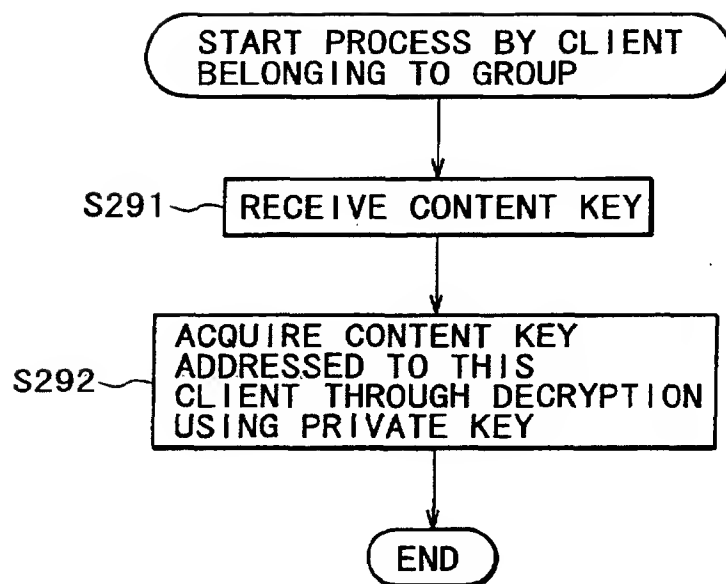 START PROCESS BY CLIENT
BELONGING TO GROUP
S291
RECEIVE CONTENT KEY
S292
ACQUIRE CONTENT KEY
ADDRESSED TO THIS
CLIENT THROUGH DECRYPTION
USING PRIVATE KEY
END